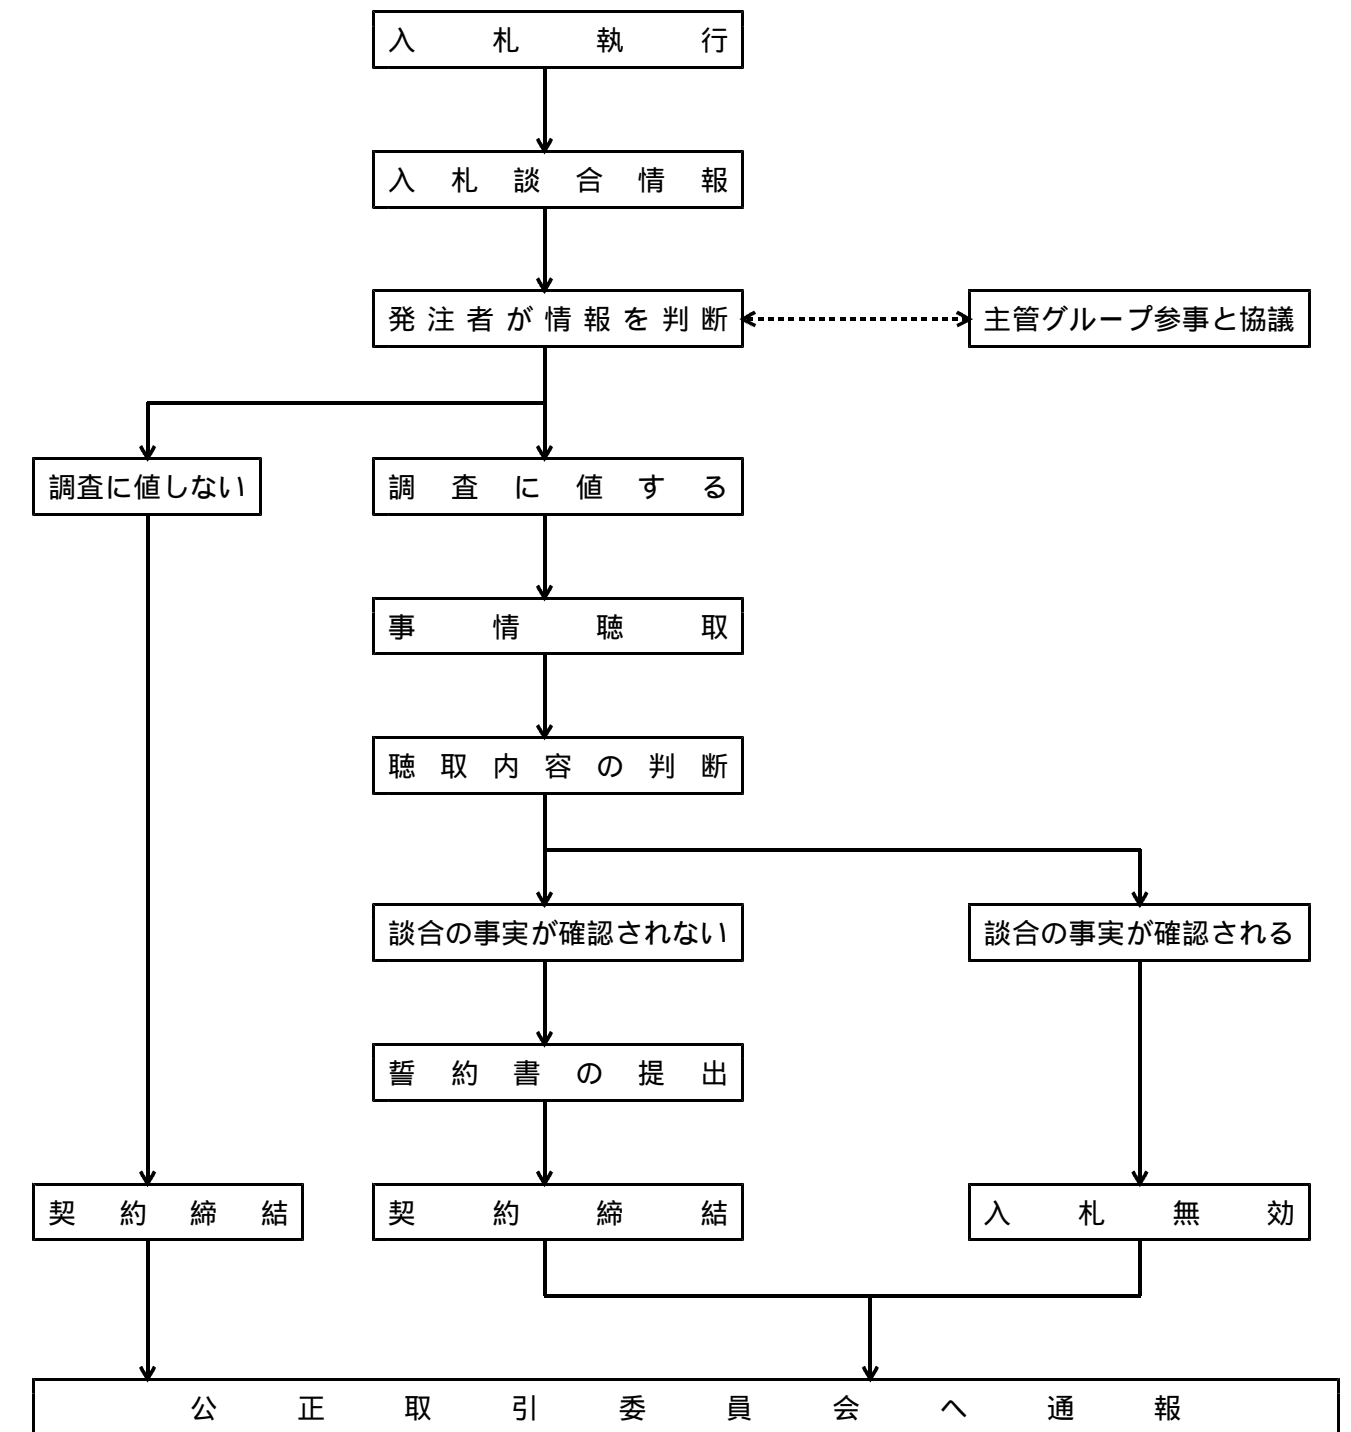 入札執行
入札談合情報
発注者が情報を判断
主管グループ参事と協議
調査に値しない
調査に値する
事情聴取
聴取内容の判断
談合の事実が確認されない
談合の事実が確認される
誓約書の提出
契約締結
契約締結
入札無効
公正取引委員会へ通報